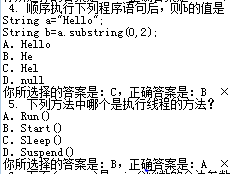 4. 顺序执行下列程序语句后，则b的值是
String a="Hello";
String b=a.substring(0,2);
A. Hello
B. He
C. Hel
D. null
你所选择的答案是：C，正确答案是：B ×
5. 下列方法中哪个是执行线程的方法？
A. Run()
B. Start()
C. Sleep()
D. Suspend()
你所选择的答案是：B，正确答案是：A ×